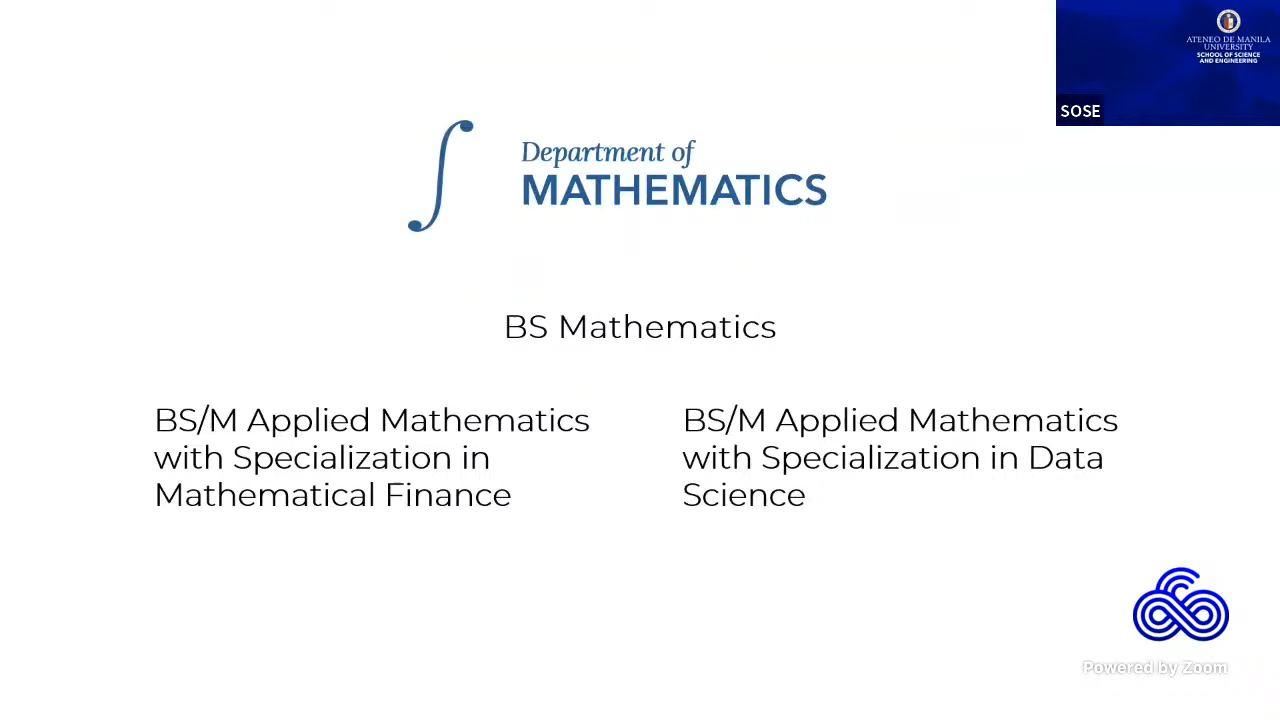 ATENEO DE MANILA
UNIVERSITY
SCHOOL OF SCIENCE
AND ENGINEERING
SOSE
Department of
MATHEMATICS
BS Mathematics
BS/M Applied Mathematics
with Specialization in
Mathematical Finance
BS/M Applied Mathematics
with Specialization in Data
Science
Powered by Zoom